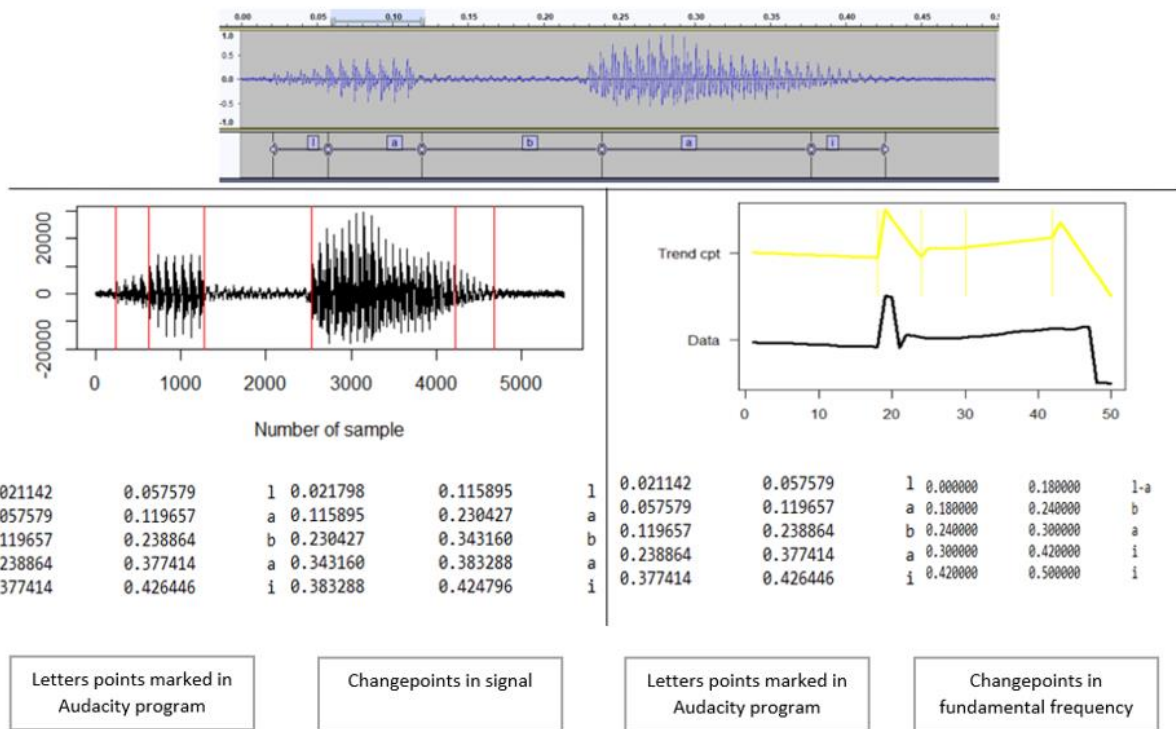 0.00 0.05 0.10 0.15 0.20 0.25 0.30 0.35 0.40 0.45
1.0
0.5
0.0
-0.5
-1.0
l a b a i
20000
0
-20000
0 1000 2000 3000 4000 5000
Number of sample
Trend cpt
Data
0 10 20 30 40 50
021142 0.057579 l 0.021798 0.115895 l
057579 0.119657 a 0.115895 0.230427 a
119657 0.238864 b 0.230427 0.343160 b
238864 0.377414 a 0.343160 0.383288 a
377414 0.426446 i 0.383288 0.424796 i
0.021142 0.057579 l 0.000000 0.180000 l-a
0.057579 0.119657 a 0.180000 0.240000 b
0.119657 0.238864 b 0.240000 0.300000 a
0.238864 0.377414 a 0.300000 0.420000 i
0.377414 0.426446 i 0.420000 0.500000 i
Letters points marked in
Audacity program
Changepoints in signal
Letters points marked in
Audacity program
Changepoints in
fundamental frequency